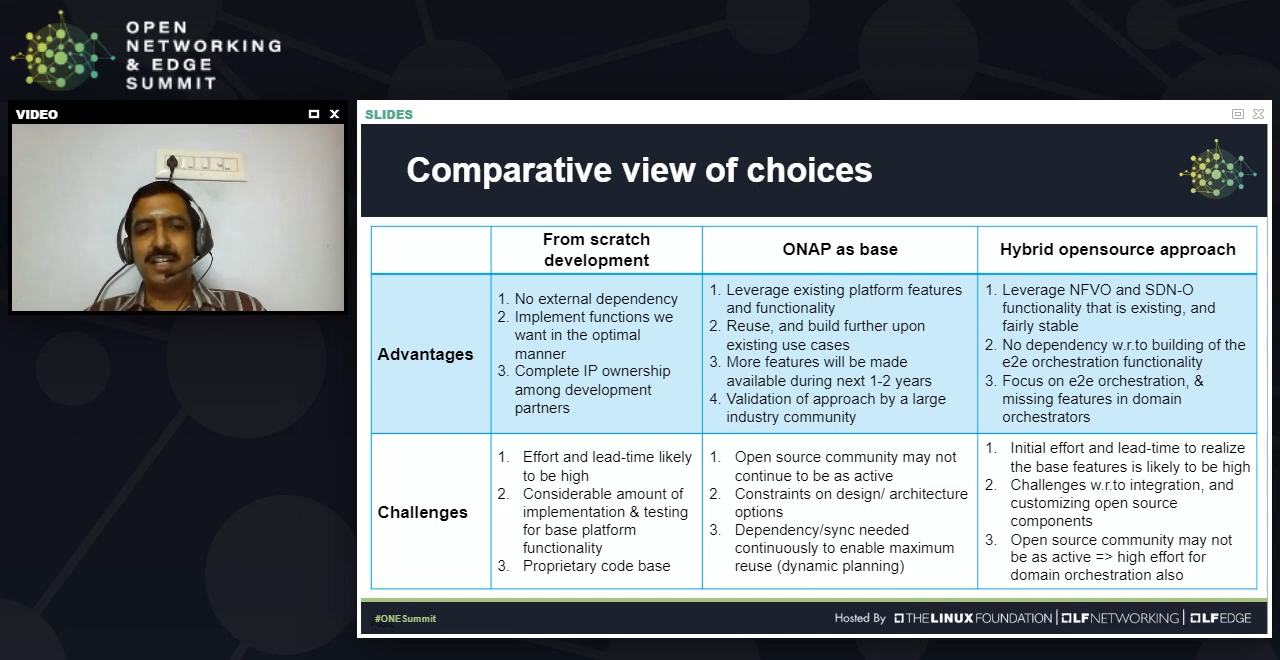 OPEN
NETWORKING
& EDGE
SUMMIT
VIDEO
SLIDES
Comparative view of choices
From scratch
development
ONAP as base
Hybrid opensource approach
Advantages
1. No external dependency
2. Implement functions we
want in the optimal
manner
3. Complete IP ownership
among development
partners
1. Leverage existing platform features
and functionality
2. Reuse, and build further upon
existing use cases
3. More features will be made
available during next 1-2 years
4. Validation of approach by a large
industry community
1. Leverage NFVO and SDN-O
functionality that is existing, and
fairly stable
2. No dependency w.r.to building of the
e2e orchestration functionality
3. Focus on e2e orchestration, &
missing features in domain
orchestrators
Challenges
1. Effort and lead-time likely
to be high
2. Considerable amount of
implementation & testing
for base platform
functionality
3. Proprietary code base
1. Open source community may not
continue to be as active
2. Constraints on design/ architecture
options
3. Dependency/sync needed
continuously to enable maximum
reuse (dynamic planning)
1. Initial effort and lead-time to realize
the base features is likely to be high
2. Challenges w.r.to integration, and
customizing open source
components
3. Open source community may not
be as active => high effort for
domain orchestration also
#ONESummit
Hosted By THE LINUX FOUNDATION | LFNETWORKING | LFEDGE